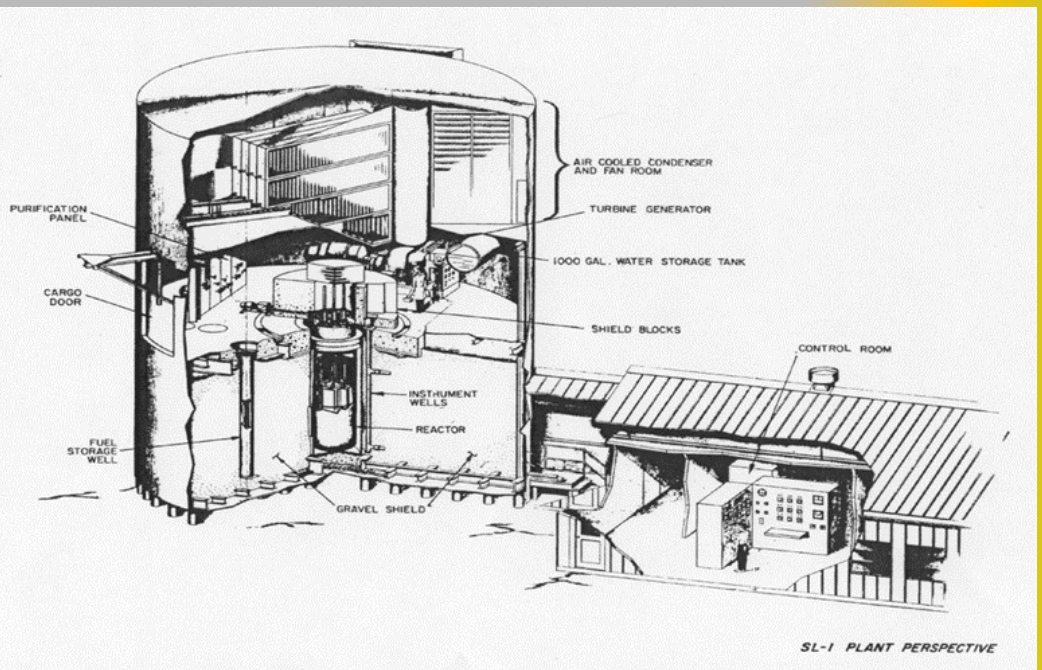 AIR COOLED CONDENSER
AND FAN ROOM
PURIFICATION
PANEL
TURBINE GENERATOR
1000 GAL. WATER STORAGE TANK
CARGO
DOOR
SHIELD BLOCKS
CONTROL ROOM
INSTRUMENT
WELLS
REACTOR
FUEL
STORAGE
WELL
GRAVEL SHIELD
SL-1 PLANT PERSPECTIVE